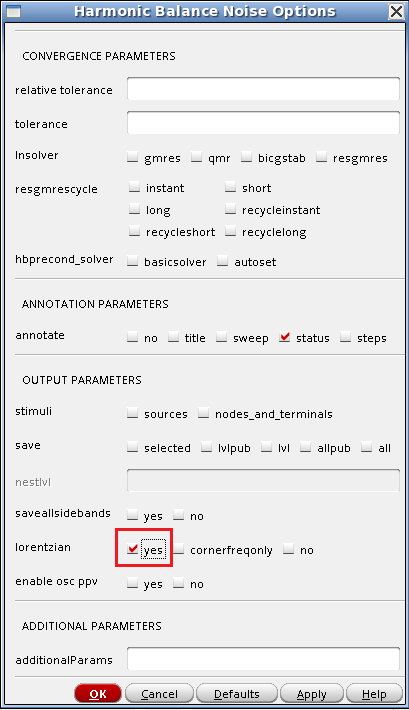 Harmonic Balance Noise Options
CONVERGENCE PARAMETERS
relative tolerance
tolerance
lnsolver gmres qmr bicgstab resgmres
resgmrescycle instant short
long recycleinstant
recycleshort recyclelong
hbprecond_solver basicsolver autoset
ANNOTATION PARAMETERS
annotate no title sweep status steps
OUTPUT PARAMETERS
stimuli sources nodes_and_terminals
save selected lvlpub lvl allpub all
nestlvl
saveallsidebands yes no
lorentzian yes cornerfreqonly no
enable osc ppv yes no
ADDITIONAL PARAMETERS
additionalParams
OK Cancel Defaults Apply Help